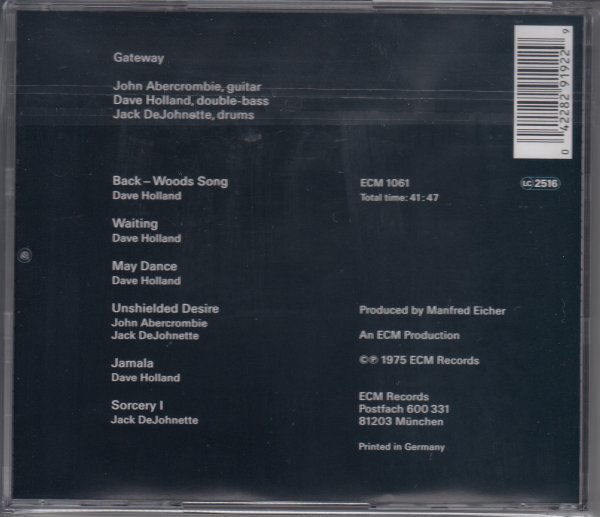 Gateway
John Abercrombie, guitar
Dave Holland, double-bass
Jack DeJohnette, drums
0 42282 91922 9
Back–Woods Song
Dave Holland
Waiting
Dave Holland
May Dance
Dave Holland
Unshielded Desire
John Abercrombie
Jack DeJohnette
Jamala
Dave Holland
Sorcery I
Jack DeJohnette
ECM 1061
Total time: 41:47
LC 2516
Produced by Manfred Eicher
An ECM Production
©℗ 1975 ECM Records
ECM Records
Postfach 600 331
81203 München
Printed in Germany